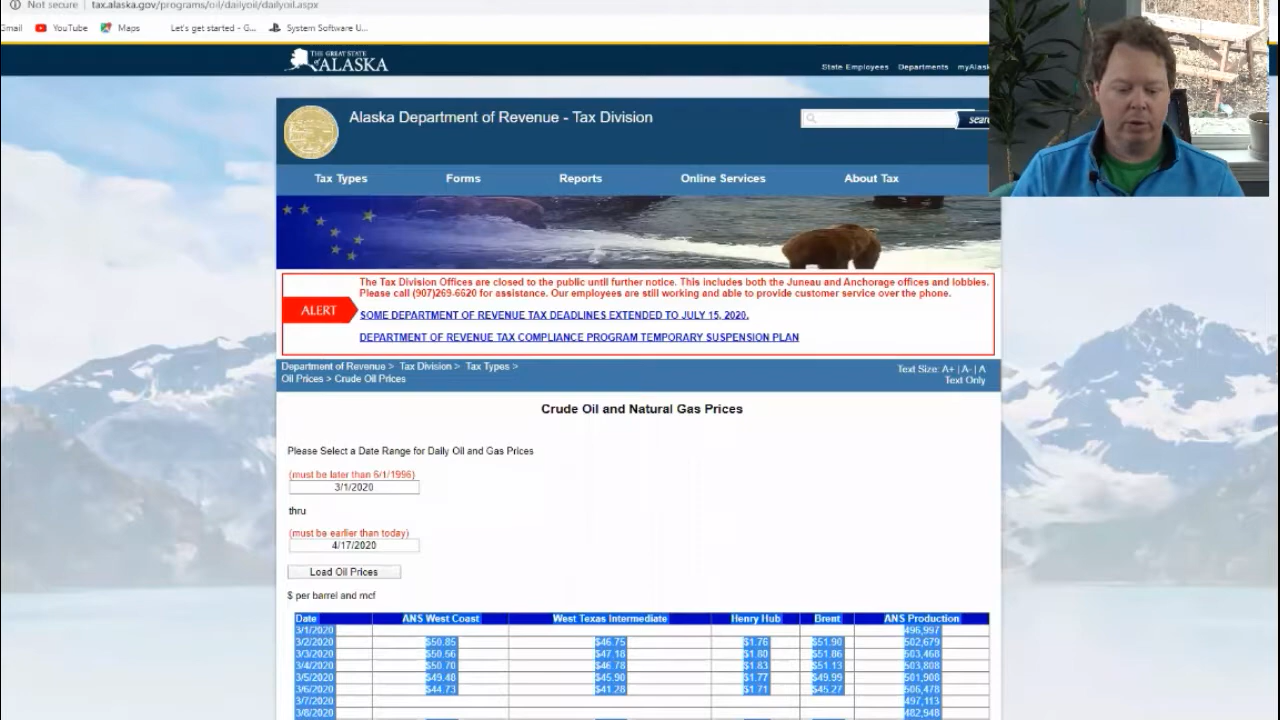 Not secure | tax.alaska.gov/programs/oil/dailyoil/dailyoil.aspx
Gmail YouTube Maps Let's get started - G... System Software U...
THE GREAT STATE
of ALASKA
State Employees Departments myAlask
Alaska Department of Revenue - Tax Division
sear
Tax Types Forms Reports Online Services About Tax
The Tax Division Offices are closed to the public until further notice. This includes both the Juneau and Anchorage offices and lobbies.
Please call (907)269-6620 for assistance. Our employees are still working and able to provide customer service over the phone.
ALERT
SOME DEPARTMENT OF REVENUE TAX DEADLINES EXTENDED TO JULY 15, 2020.
DEPARTMENT OF REVENUE TAX COMPLIANCE PROGRAM TEMPORARY SUSPENSION PLAN
Department of Revenue > Tax Division > Tax Types >
Oil Prices > Crude Oil Prices
Text Size: A+ | A- | A
Text Only
Crude Oil and Natural Gas Prices
Please Select a Date Range for Daily Oil and Gas Prices
(must be later than 6/1/1996)
3/1/2020
thru
(must be earlier than today)
4/17/2020
Load Oil Prices
$ per barrel and mcf
Date ANS West Coast West Texas Intermediate Henry Hub Brent ANS Production
3/1/2020 496,997
3/2/2020 $50.85 $46.75 $1.76 $51.90 502,679
3/3/2020 $50.56 $47.18 $1.80 $51.86 503,468
3/4/2020 $50.70 $46.78 $1.83 $51.13 503,808
3/5/2020 $49.48 $45.90 $1.77 $49.99 501,908
3/6/2020 $44.73 $41.28 $1.71 $45.27 506,478
3/7/2020 497,113
3/8/2020 482,948